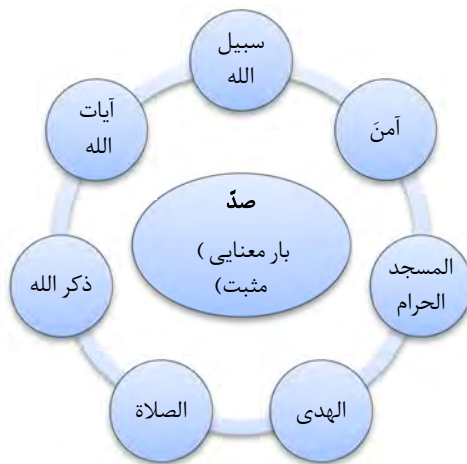 سبیل
الله
آمنَ
المسجد
الحرام
الهدی
الصلاة
ذکر الله
آیات
الله
صدّ
بار معنایی )
مثبت)